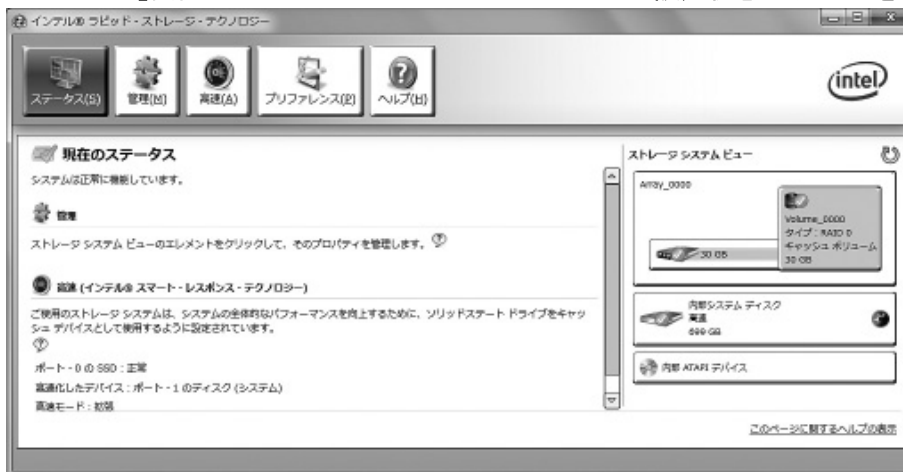 インテル® ラピッド・ストレージ・テクノロジー
ステータス(S)
管理(M)
高速(A)
プリファレンス(P)
ヘルプ(H)
intel
現在のステータス
システムは正常に機能しています。
管理
ストレージ システム ビューのエレメントをクリックして、そのプロパティを管理します。
高速 (インテル® スマート・レスポンス・テクノロジー)
ご使用のストレージ システムは、システムの全体的なパフォーマンスを向上するために、ソリッドステート ドライブをキャッ
シュ デバイスとして使用するように設定されています。
ポート - 0 の SSD : 正常
高速化したデバイス : ポート - 1 のディスク (システム)
高速モード : 拡張
ストレージ システム ビュー
Array_0000
30 GB
Volume_0000
タイプ : RAID 0
キャッシュ ボリューム
30 GB
内部システム ディスク
高速
699 GB
内部 ATAPI デバイス
このページに関するヘルプの表示